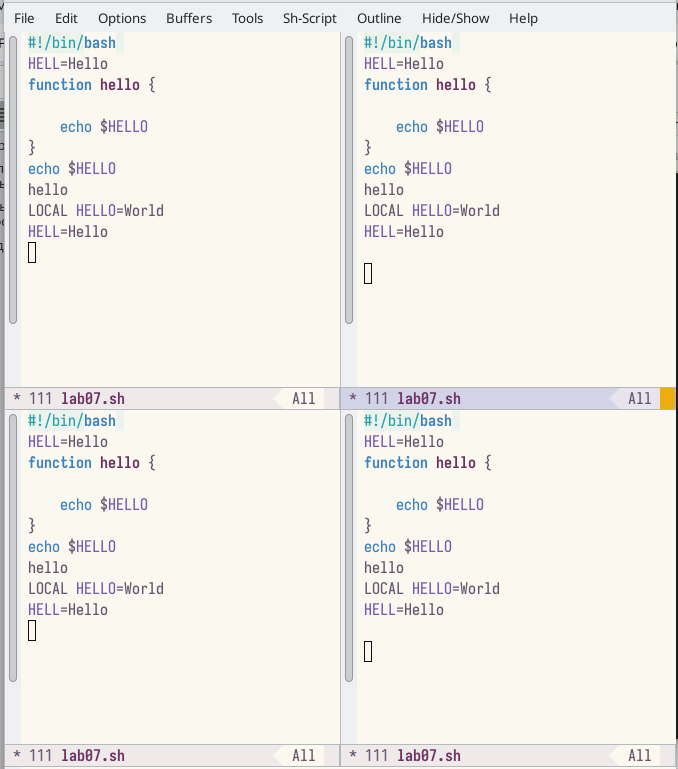 File Edit Options Buffers Tools Sh-Script Outline Hide/Show Help
#!/bin/bash
HELL=Hello
function hello {
echo $HELLO
}
echo $HELLO
hello
LOCAL HELLO=World
HELL=Hello
* 111 lab07.sh All
#!/bin/bash
HELL=Hello
function hello {
echo $HELLO
}
echo $HELLO
hello
LOCAL HELLO=World
HELL=Hello
* 111 lab07.sh All
#!/bin/bash
HELL=Hello
function hello {
echo $HELLO
}
echo $HELLO
hello
LOCAL HELLO=World
HELL=Hello
* 111 lab07.sh All
#!/bin/bash
HELL=Hello
function hello {
echo $HELLO
}
echo $HELLO
hello
LOCAL HELLO=World
HELL=Hello
* 111 lab07.sh All